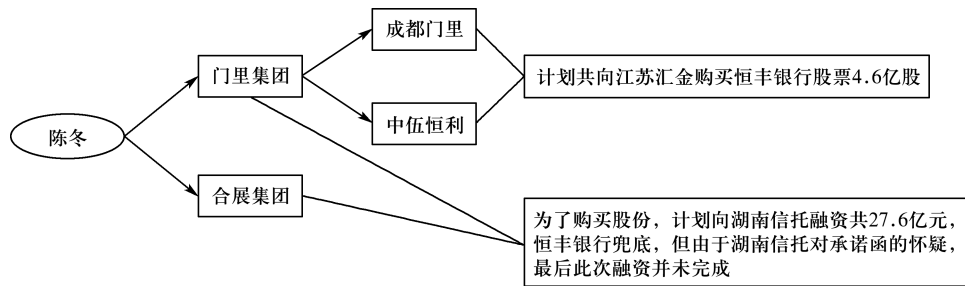 成都门里
门里集团
计划共向江苏汇金购买恒丰银行股票4.6亿股
中伍恒利
陈冬
合展集团
为了购买股份，计划向湖南信托融资共27.6亿元，
恒丰银行兜底，但由于湖南信托对承诺函的怀疑，
最后此次融资并未完成